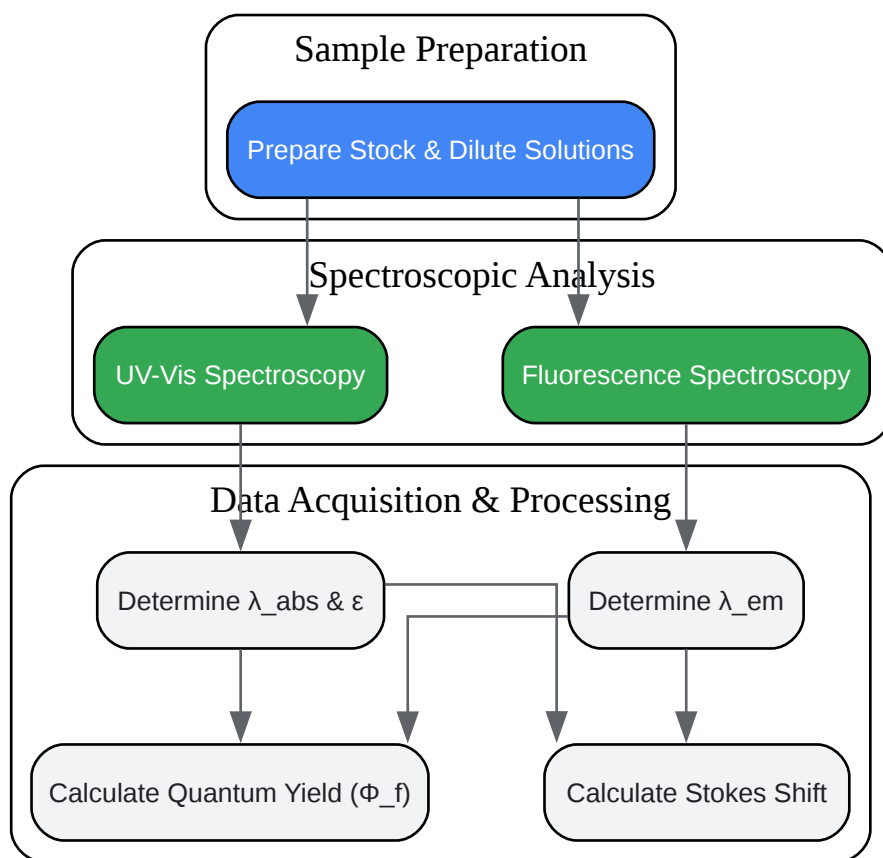 Sample Preparation
Prepare Stock & Dilute Solutions
Spectroscopic Analysis
UV-Vis Spectroscopy
Fluorescence Spectroscopy
Data Acquisition & Processing
Determine λ_abs & ε
Determine λ_em
Calculate Quantum Yield (Φ_f)
Calculate Stokes Shift